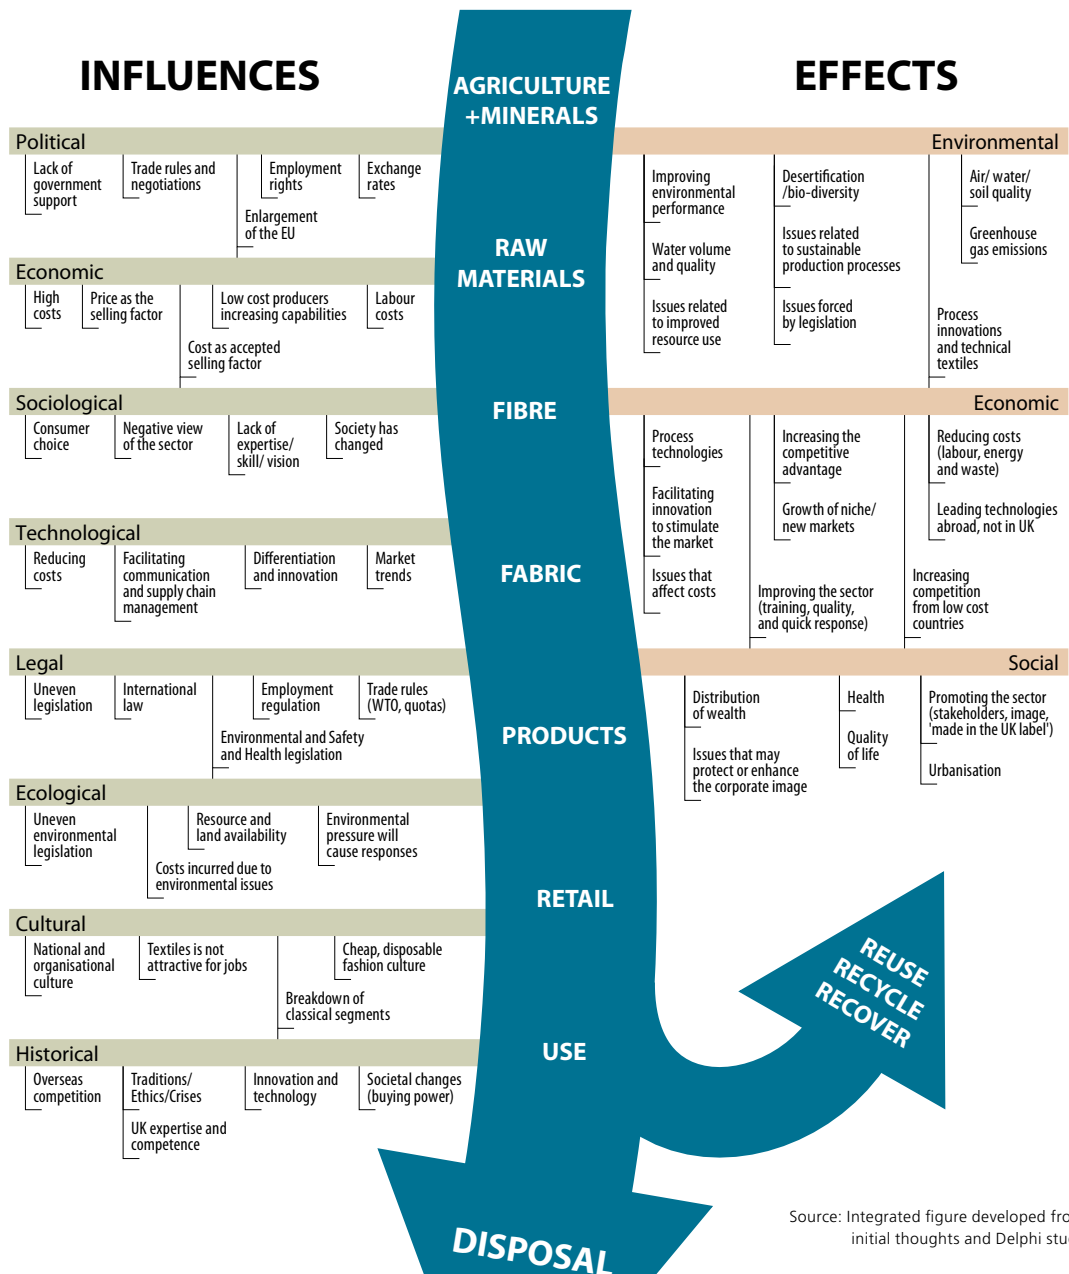 INFLUENCES
Political
Lack of
government
support
Trade rules and
negotiations
Enlargement
of the EU
Employment
rights
Exchange
rates
Economic
High
costs
Price as the
selling factor
Cost as accepted
selling factor
Low cost producers
increasing capabilities
Labour
costs
Sociological
Consumer
choice
Negative view
of the sector
Lack of
expertise/
skill/ vision
Society has
changed
Technological
Reducing
costs
Facilitating
communication
and supply chain
management
Differentiation
and innovation
Market
trends
Legal
Uneven
legislation
International
law
Environmental and Safety
and Health legislation
Employment
regulation
Trade rules
(WTO, quotas)
Ecological
Uneven
environmental
legislation
Costs incurred due to
environmental issues
Resource and
land availability
Environmental
pressure will
cause responses
Cultural
National and
organisational
culture
Textiles is not
attractive for jobs
Breakdown of
classical segments
Cheap, disposable
fashion culture
Historical
Overseas
competition
Traditions/
Ethics/Crises
UK expertise and
competence
Innovation and
technology
Societal changes
(buying power)
AGRICULTURE
+MINERALS
RAW
MATERIALS
FIBRE
FABRIC
PRODUCTS
RETAIL
USE
DISPOSAL
REUSE
RECYCLE
RECOVER
EFFECTS
Environmental
Improving
environmental
performance
Water volume
and quality
Issues related
to improved
resource use
Desertification
/bio-diversity
Issues related
to sustainable
production processes
Issues forced
by legislation
Process
innovations
and technical
textiles
Air/ water/
soil quality
Greenhouse
gas emissions
Economic
Process
technologies
Facilitating
innovation
to stimulate
the market
Issues that
affect costs
Improving the sector
(training, quality,
and quick response)
Increasing the
competitive
advantage
Growth of niche/
new markets
Increasing
competition
from low cost
countries
Reducing costs
(labour, energy
and waste)
Leading technologies
abroad, not in UK
Social
Distribution
of wealth
Issues that may
protect or enhance
the corporate image
Health
Quality
of life
Promoting the sector
(stakeholders, image,
'made in the UK label')
Urbanisation
Source: Integrated figure developed fro
initial thoughts and Delphi stu